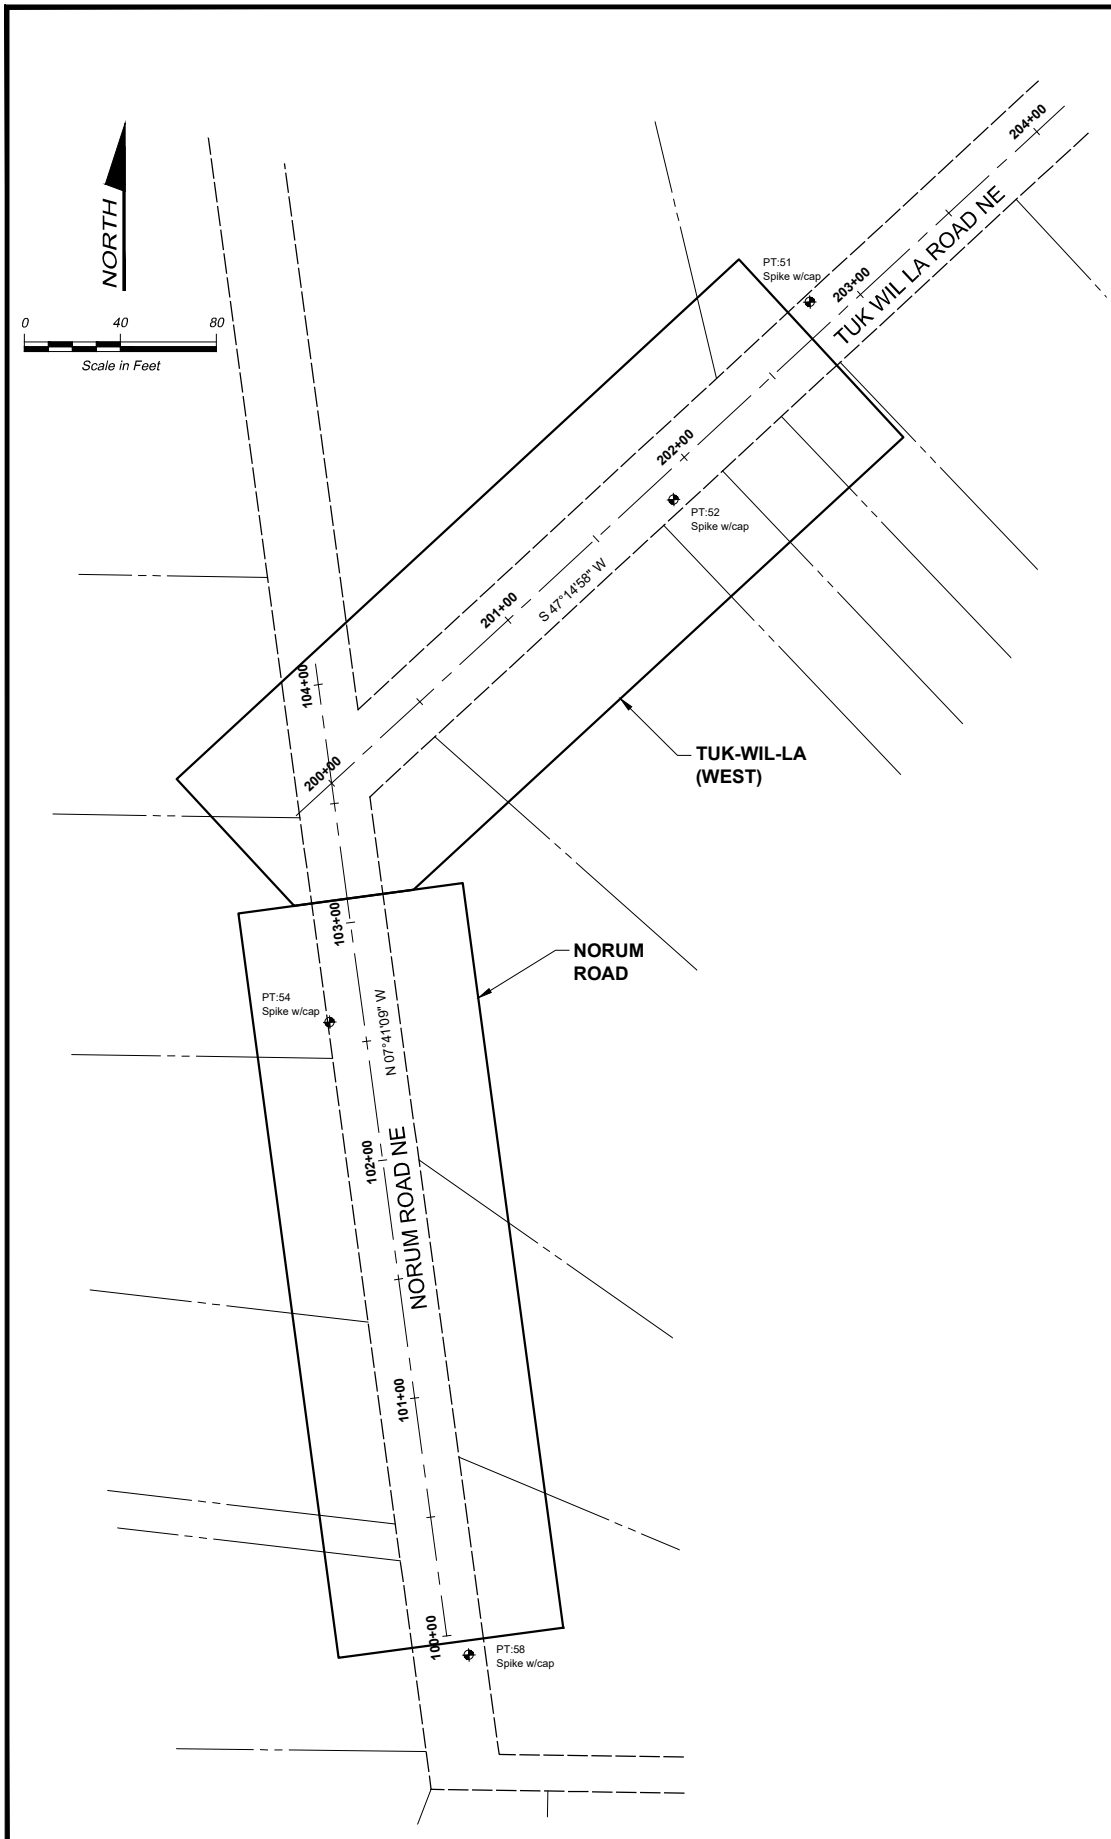 204+00
TUK WIL LA ROAD NE
PT:51
Spike w/cap
203+00
NORTH
0 40 80
Scale in Feet
202+00
PT:52
Spike w/cap
S 47°14'58" W
201+00
104+00
200+00
TUK-WIL-LA
(WEST)
103+00
NORUM
ROAD
PT:54
Spike w/cap
N 07°41'09" W
102+00
NORUM ROAD NE
101+00
100+00
PT:58
Spike w/cap